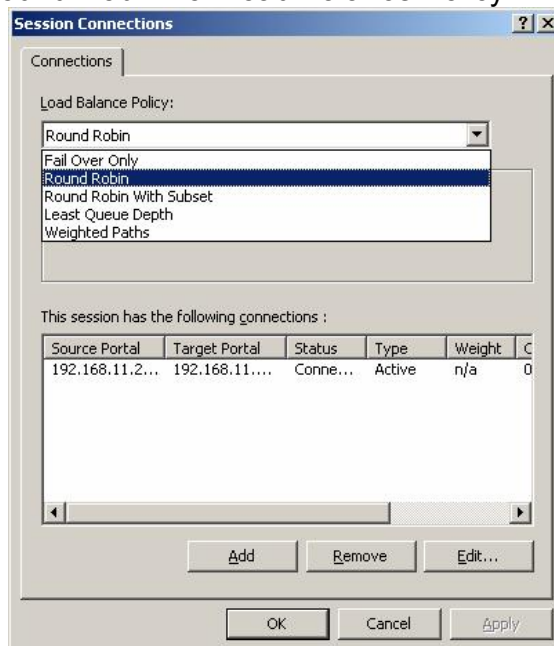 Session Connections
Connections
Load Balance Policy:
Round Robin
Fail Over Only
Round Robin
Round Robin With Subset
Least Queue Depth
Weighted Paths
This session has the following connections :
Source Portal Target Portal Status Type Weight C
192.168.11.2... 192.168.11.... Conne... Active n/a 0
Add Remove Edit...
OK Cancel Apply